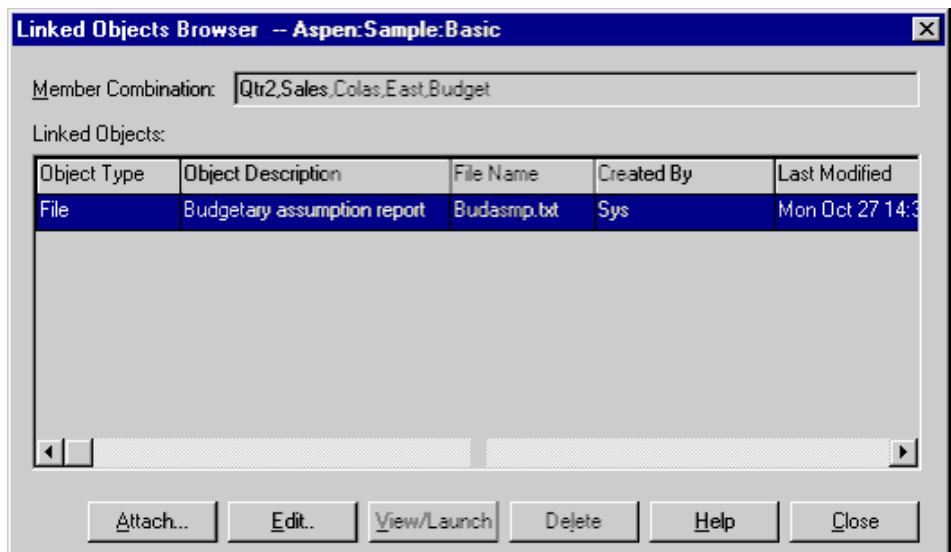 Linked Objects Browser -- Aspen:Sample:Basic
Member Combination: Qtr2,Sales,Colas,East,Budget
Linked Objects:
Object Type Object Description File Name Created By Last Modified
File Budgetary assumption report Budasmp.txt Sys Mon Oct 27 14:3
Attach... Edit.. View/Launch Delete Help Close